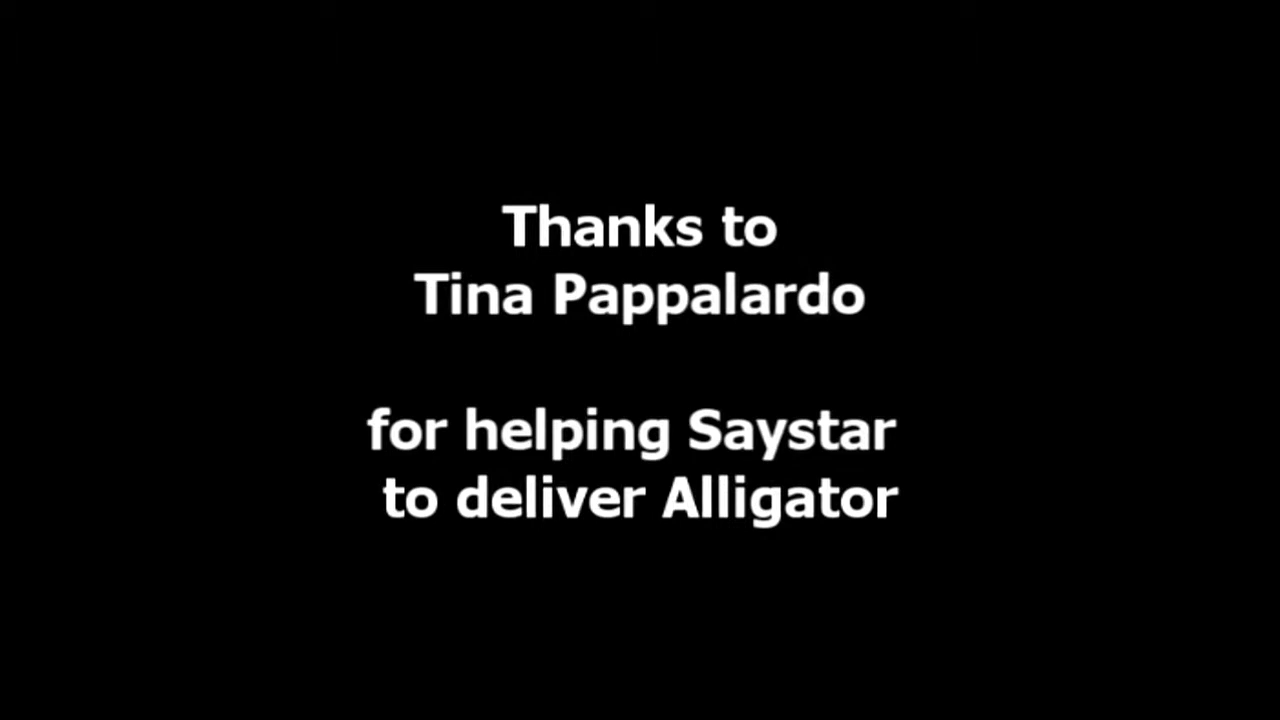 Thanks to
Tina Pappalardo
for helping Saystar
to deliver Alligator